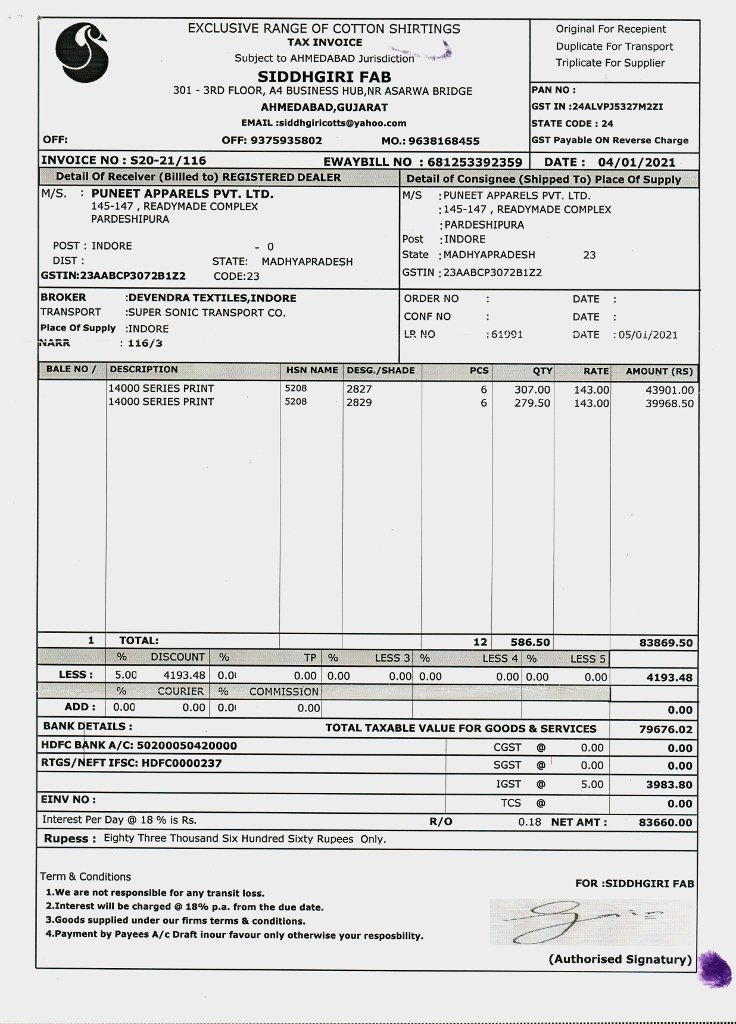 EXCLUSIVE RANGE OF COTTON SHIRTINGS
TAX INVOICE
Subject to AHMEDABAD Jurisdiction
SIDDHGIRI FAB
301 - 3RD FLOOR, A4 BUSINESS HUB,NR ASARWA BRIDGE
AHMEDABAD,GUJARAT
EMAIL :siddhgiricotts@yahoo.com
OFF: OFF: 9375935802 MO.: 9638168455
Original For Recepient
Duplicate For Transport
Triplicate For Supplier
PAN NO :
GST IN :24ALVPJ5327M2ZI
STATE CODE : 24
GST Payable ON Reverse Charge
INVOICE NO : S20-21/116 EWAYBILL NO : 681253392359 DATE : 04/01/2021
Detail Of Receiver (Billled to) REGISTERED DEALER
M/S. : PUNEET APPARELS PVT. LTD.
145-147 , READYMADE COMPLEX
PARDESHIPURA
POST : INDORE - 0
DIST : STATE: MADHYAPRADESH
GSTIN:23AABCP3072B1Z2 CODE:23
Detail of Consignee (Shipped To) Place Of Supply
M/S :PUNEET APPARELS PVT. LTD.
:145-147 , READYMADE COMPLEX
:PARDESHIPURA
Post :INDORE
State :MADHYAPRADESH 23
GSTIN :23AABCP3072B1Z2
BROKER :DEVENDRA TEXTILES,INDORE
TRANSPORT :SUPER SONIC TRANSPORT CO.
Place Of Supply :INDORE
NARR : 116/3
ORDER NO : DATE :
CONF NO : DATE :
LR NO :61991 DATE :05/01/2021
BALE NO / DESCRIPTION HSN NAME DESG./SHADE PCS QTY RATE AMOUNT (RS)
14000 SERIES PRINT 5208 2827 6 307.00 143.00 43901.00
14000 SERIES PRINT 5208 2829 6 279.50 143.00 39968.50
1 TOTAL: 12 586.50 83869.50
% DISCOUNT % TP % LESS 3 % LESS 4 % LESS 5
LESS : 5.00 4193.48 0.0 0.00 0.00 0.00 0.00 0.00 0.00 0.00 4193.48
% COURIER % COMMISSION
ADD : 0.00 0.00 0.0 0.00 0.00
BANK DETAILS : TOTAL TAXABLE VALUE FOR GOODS & SERVICES 79676.02
HDFC BANK A/C: 50200050420000 CGST @ 0.00 0.00
RTGS/NEFT IFSC: HDFC0000237 SGST @ 0.00 0.00
IGST @ 5.00 3983.80
EINV NO : TCS @ 0.00
Interest Per Day @ 18 % is Rs. R/O 0.18 NET AMT : 83660.00
Rupess : Eighty Three Thousand Six Hundred Sixty Rupees Only.
Term & Conditions
1.We are not responsible for any transit loss.
2.Interest will be charged @ 18% p.a. from the due date.
3.Goods supplied under our firms terms & conditions.
4.Payment by Payees A/c Draft inour favour only otherwise your resposbility.
FOR :SIDDHGIRI FAB
(Authorised Signatury)